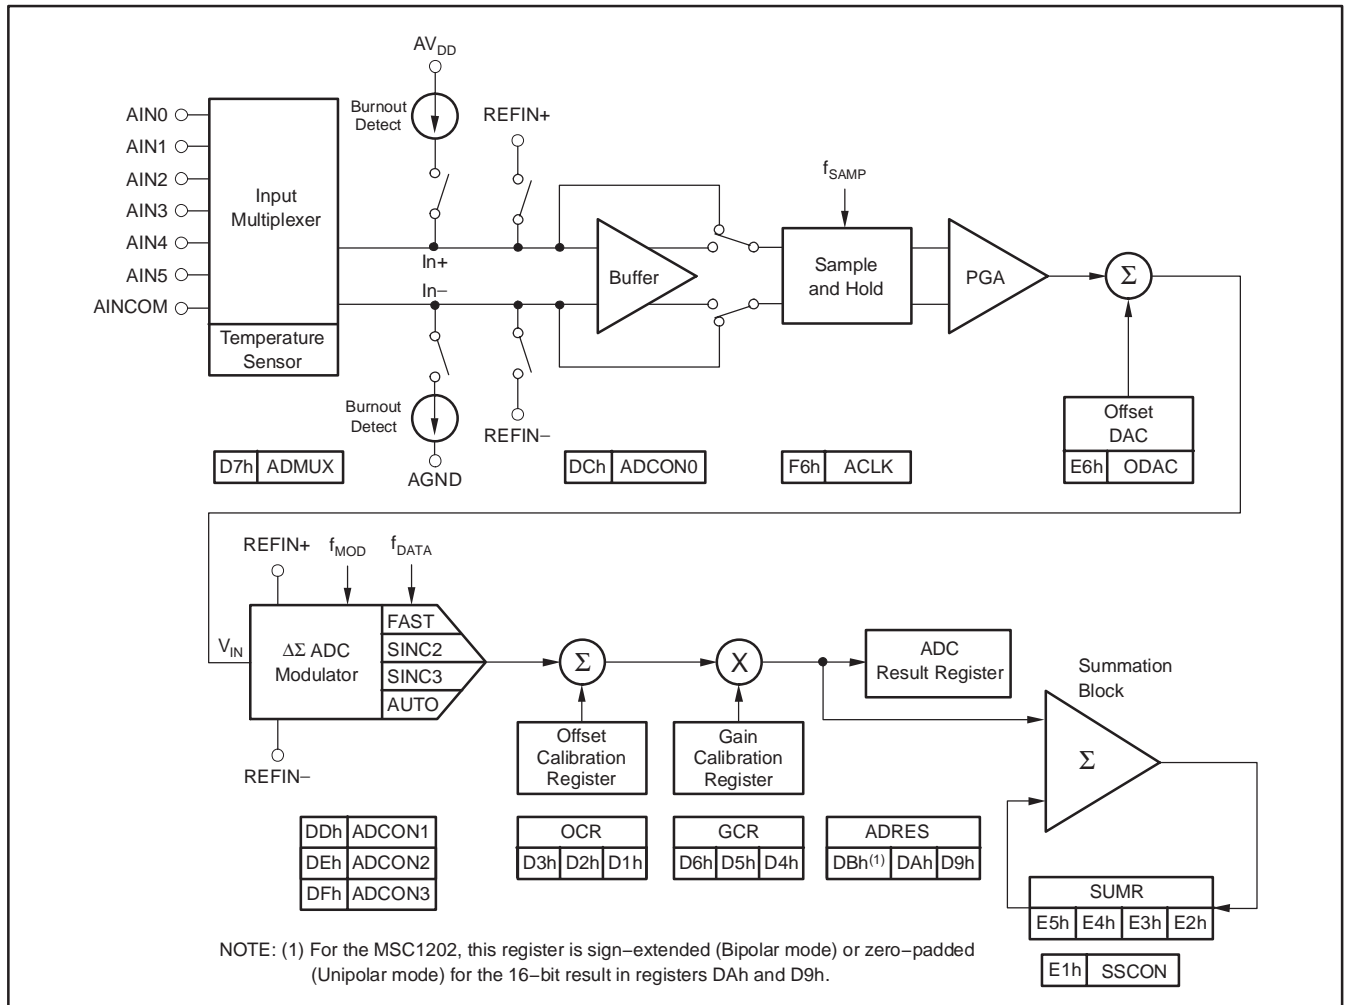 AVDD
Burnout
Detect
REFIN+
AIN0
AIN1
AIN2
AIN3
AIN4
AIN5
AINCOM
Input
Multiplexer
Temperature
Sensor
In+
In−
Buffer
fSAMP
Sample
and Hold
PGA
Σ
Burnout
Detect
REFIN−
AGND
Offset
DAC
E6h ODAC
D7h ADMUX
DCh ADCON0
F6h ACLK
REFIN+
fMOD
fDATA
VIN
ΔΣ ADC
Modulator
FAST
SINC2
SINC3
AUTO
REFIN−
Σ
X
ADC
Result Register
Summation
Block
Σ
Offset
Calibration
Register
Gain
Calibration
Register
DDh ADCON1
DEh ADCON2
DFh ADCON3
OCR
D3h D2h D1h
GCR
D6h D5h D4h
ADRES
DBh(1) DAh D9h
SUMR
E5h E4h E3h E2h
E1h SSCON
NOTE: (1) For the MSC1202, this register is sign−extended (Bipolar mode) or zero−padded
(Unipolar mode) for the 16−bit result in registers DAh and D9h.